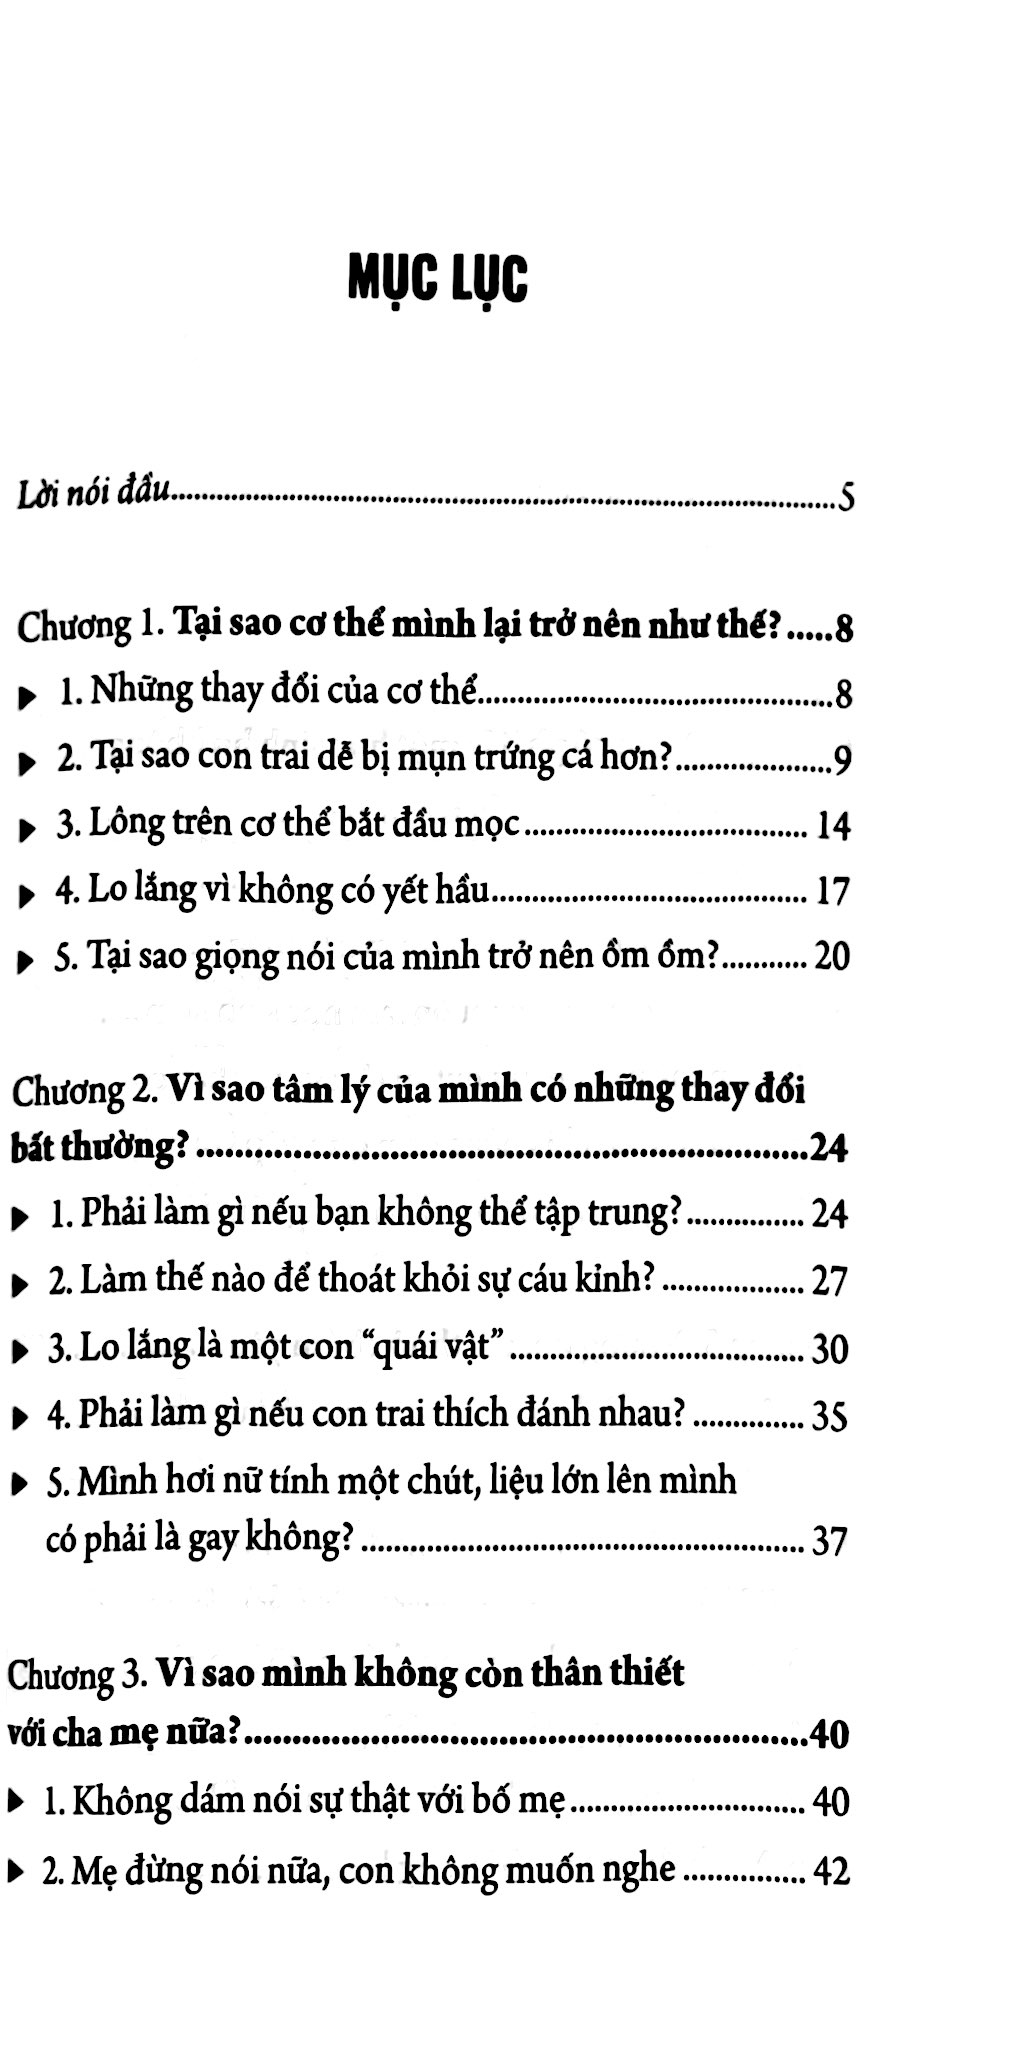 MỤC LỤC
Lời nói đầu..........5
Chương 1. Tại sao cơ thể mình lại trở nên như thế?.....8
▶ 1. Những thay đổi của cơ thể..........8
▶ 2. Tại sao con trai dễ bị mụn trứng cá hơn?..........9
▶ 3. Lông trên cơ thể bắt đầu mọc.......... 14
▶ 4. Lo lắng vì không có yết hầu.......... 17
▶ 5. Tại sao giọng nói của mình trở nên ồm ồm?.......... 20
Chương 2. Vì sao tâm lý của mình có những thay đổi
bất thường?..........24
▶ 1. Phải làm gì nếu bạn không thể tập trung?.......... 24
▶ 2. Làm thế nào để thoát khỏi sự cáu kỉnh?.......... 27
▶ 3. Lo lắng là một con “quái vật”.......... 30
▶ 4. Phải làm gì nếu con trai thích đánh nhau?.......... 35
▶ 5. Mình hơi nữ tính một chút, liệu lớn lên mình
có phải là gay không?.......... 37
Chương 3. Vì sao mình không còn thân thiết
với cha mẹ nữa?..........40
▶ 1. Không dám nói sự thật với bố mẹ.......... 40
▶ 2. Mẹ đừng nói nữa, con không muốn nghe.......... 42